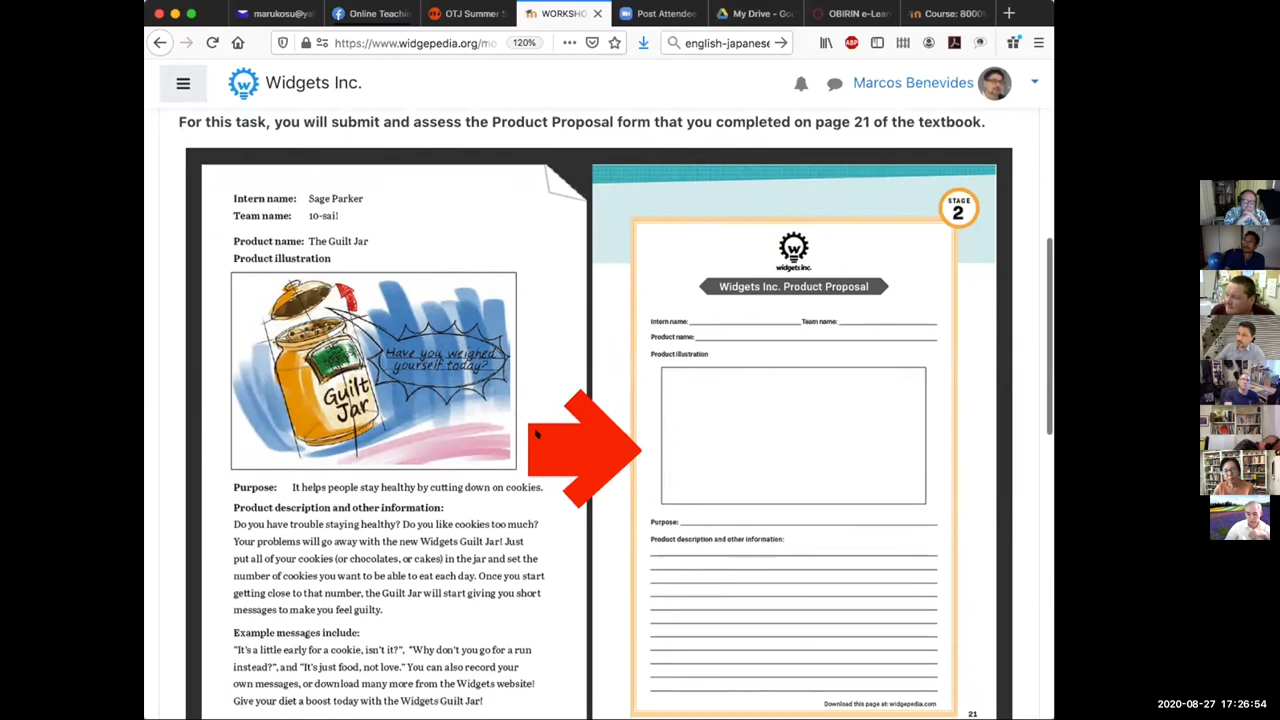 marukosu@ya
Online Teachin
OTJ Summer S
WORKSHO
Post Attendee
My Drive - Go
OBIRIN e-Lear
Course: 8000
https://www.widgepedia.org/mo
120%
english-japanese
Widgets Inc.
Marcos Benevides
For this task, you will submit and assess the Product Proposal form that you completed on page 21 of the textbook.
Intern name: Sage Parker
Team name: 10-sai!
Product name: The Guilt Jar
Product illustration
Have you weighed
yourself today?
Guilt
Jar
Purpose: It helps people stay healthy by cutting down on cookies.
Product description and other information:
Do you have trouble staying healthy? Do you like cookies too much?
Your problems will go away with the new Widgets Guilt Jar! Just
put all of your cookies (or chocolates, or cakes) in the jar and set the
number of cookies you want to be able to eat each day. Once you start
getting close to that number, the Guilt Jar will start giving you short
messages to make you feel guilty.
Example messages include:
"It's a little early for a cookie, isn't it?", "Why don't you go for a run
instead?", and "It's just food, not love." You can also record your
own messages, or download many more from the Widgets website!
Give your diet a boost today with the Widgets Guilt Jar!
STAGE
2
W
widgets inc.
Widgets Inc. Product Proposal
Intern name: Team name:
Product name:
Product illustration
Purpose:
Product description and other information:
Download this page at: widgepedia.com
21
2020-08-27 17:26:54